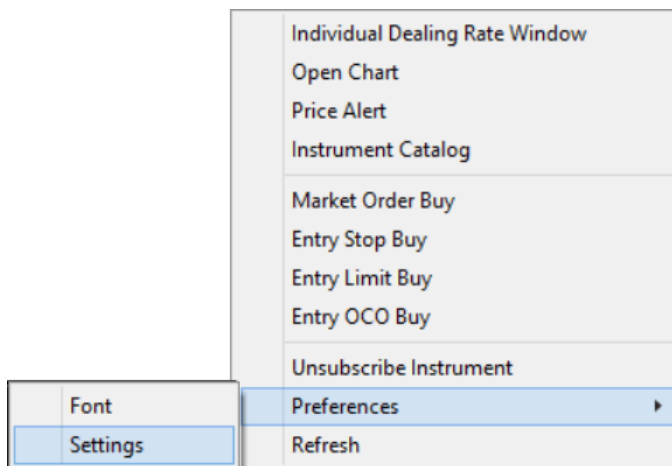 Individual Dealing Rate Window
Open Chart
Price Alert
Instrument Catalog
Market Order Buy
Entry Stop Buy
Entry Limit Buy
Entry OCO Buy
Unsubscribe Instrument
Preferences
Refresh
Font
Settings